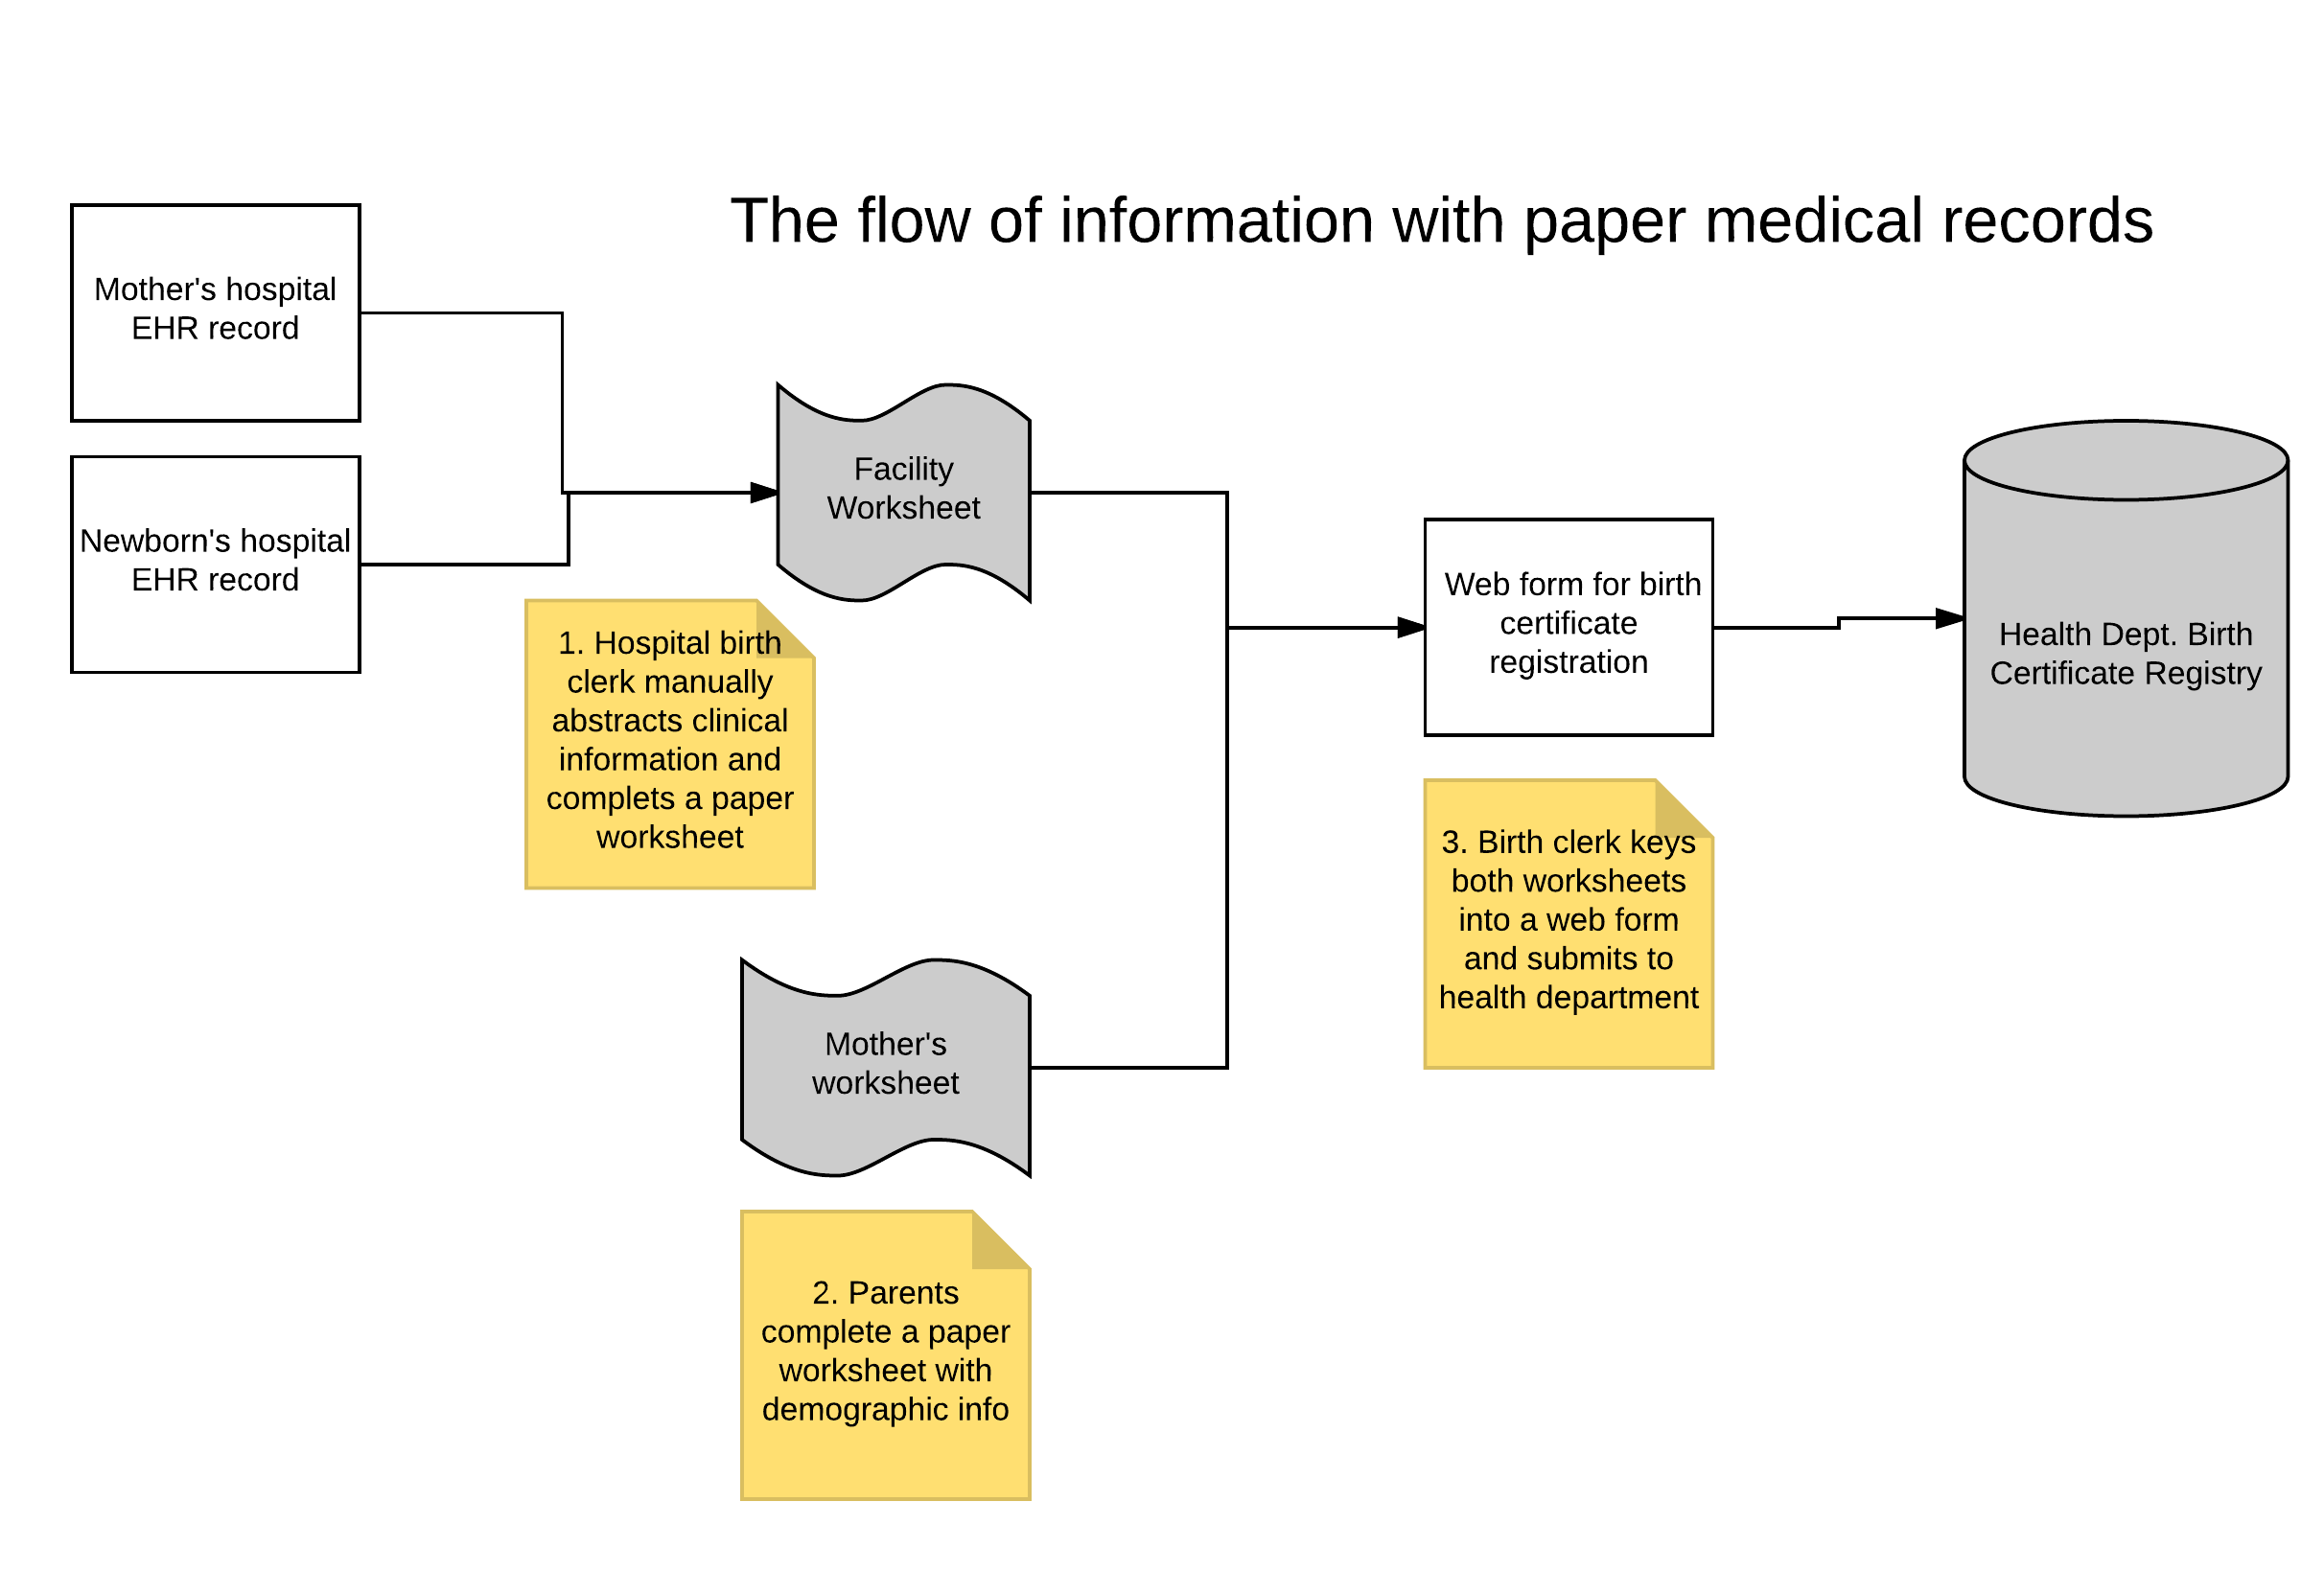 The flow of information with paper medical records
Mother's hospital
EHR record
Newborn's hospital
EHR record
Facility
Worksheet
1. Hospital birth
clerk manually
abstracts clinical
information and
complets a paper
worksheet
Mother's
worksheet
2. Parents
complete a paper
worksheet with
demographic info
Web form for birth
certificate
registration
3. Birth clerk keys
both worksheets
into a web form
and submits to
health department
Health Dept. Birth
Certificate Registry